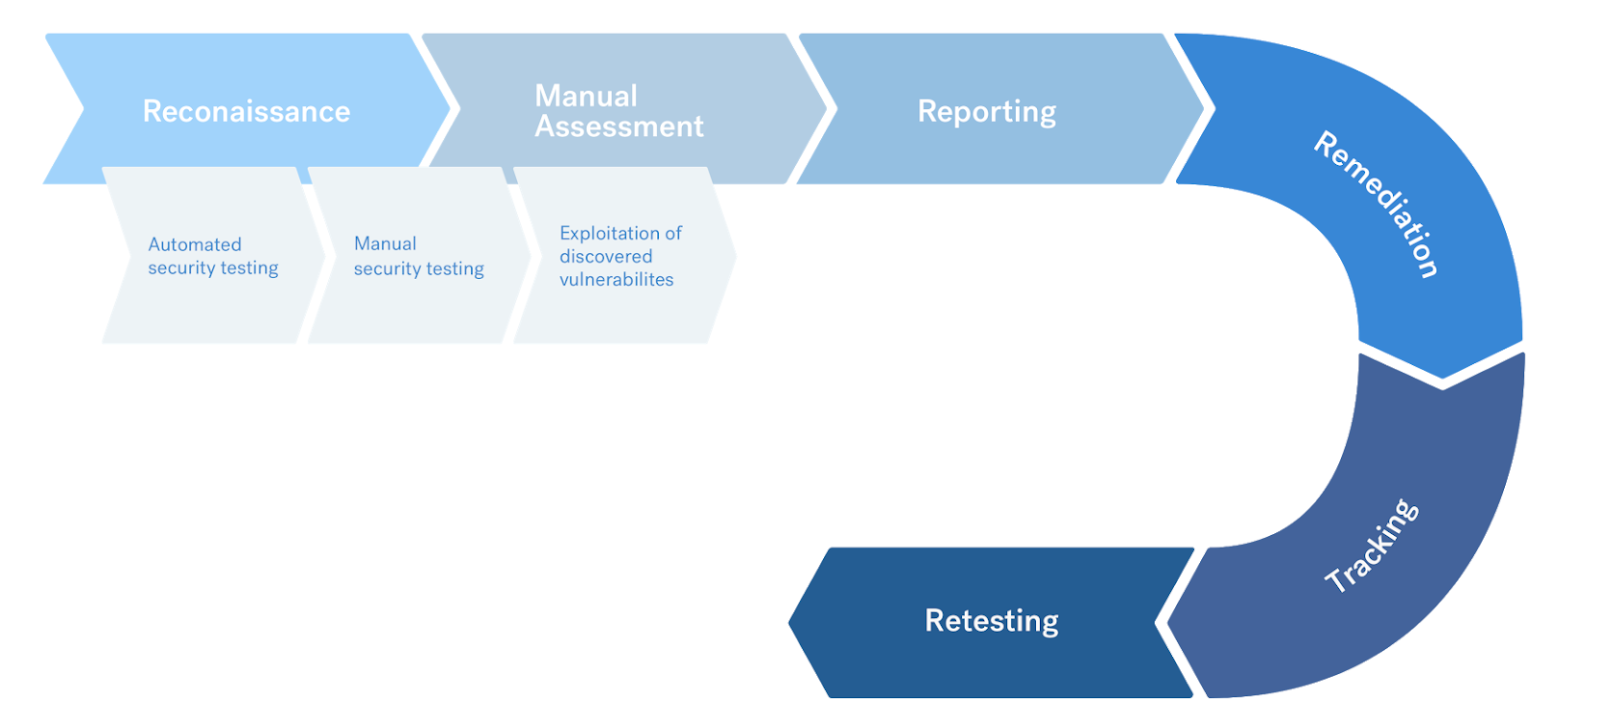 Reconaissance
Manual
Assessment
Reporting
Remediation
Automated
security testing
Manual
security testing
Exploitation of
discovered
vulnerabilites
Tracking
Retesting